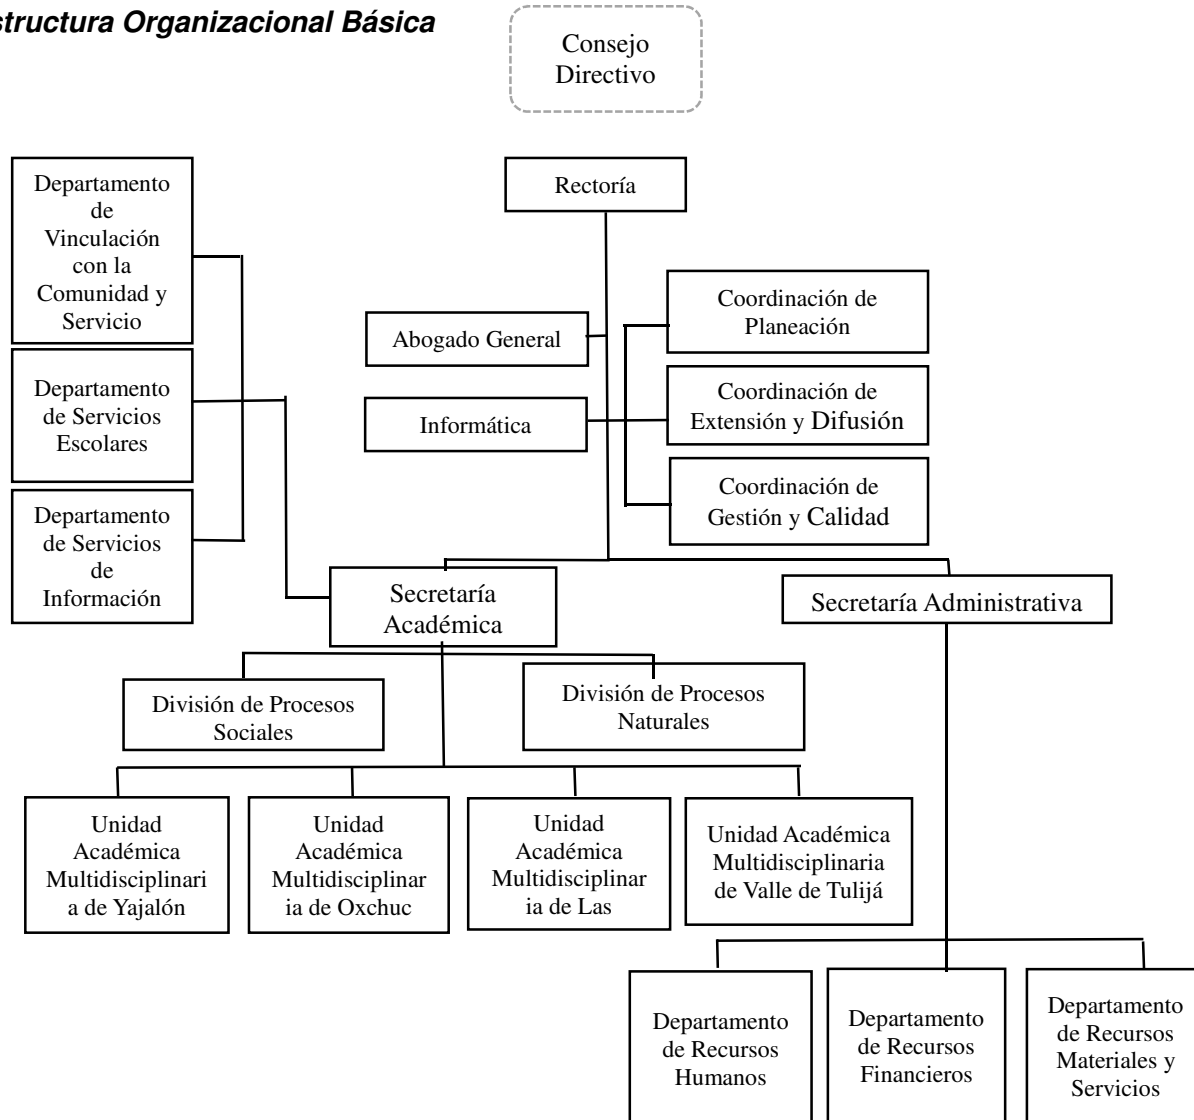 structura Organizacional Básica
Consejo
Directivo
Departamento
de
Vinculación
con la
Comunidad y
Servicio
Rectoría
Coordinación de
Planeación
Abogado General
Departamento
de Servicios
Escolares
Coordinación de
Extensión y Difusión
Informática
Coordinación de
Gestión y Calidad
Departamento
de Servicios
de
Información
Secretaría
Académica
Secretaría Administrativa
División de Procesos
Sociales
División de Procesos
Naturales
Unidad
Académica
Multidisciplinari
a de Yajalón
Unidad
Académica
Multidisciplinar
ia de Oxchuc
Unidad
Académica
Multidisciplinar
ia de Las
Unidad Académica
Multidisciplinaria
de Valle de Tulijá
Departamento
de Recursos
Humanos
Departamento
de Recursos
Financieros
Departamento
de Recursos
Materiales y
Servicios